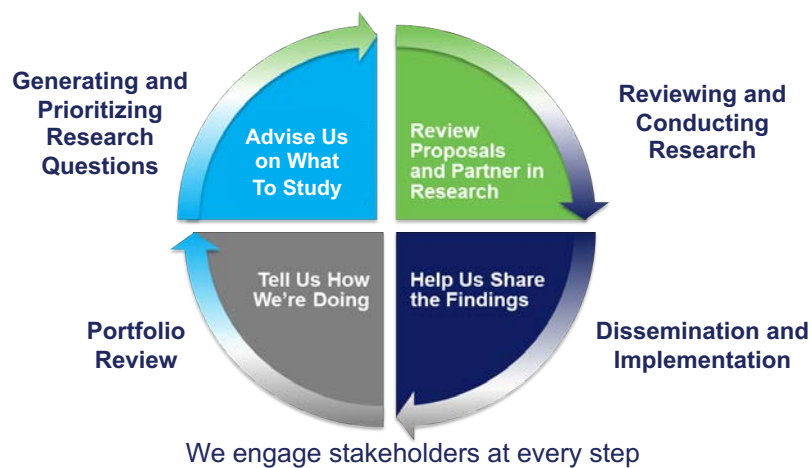 Generating and
Prioritizing
Research
Questions
Advise Us
on What
To Study
Review
Proposals
and Partner in
Research
Reviewing and
Conducting
Research
Portfolio
Review
Tell Us How
We're Doing
Help Us Share
the Findings
Dissemination and
Implementation
We engage stakeholders at every step